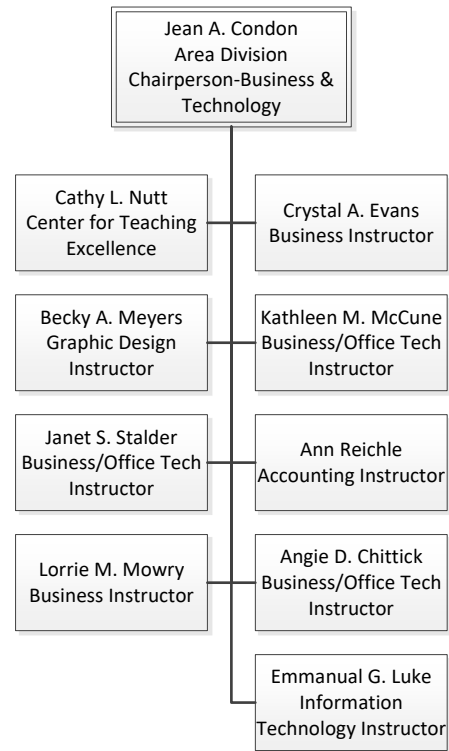 Jean A. Condon
Area Division
Chairperson-Business &
Technology
Cathy L. Nutt
Center for Teaching
Excellence
Crystal A. Evans
Business Instructor
Becky A. Meyers
Graphic Design
Instructor
Kathleen M. McCune
Business/Office Tech
Instructor
Janet S. Stalder
Business/Office Tech
Instructor
Ann Reichle
Accounting Instructor
Lorrie M. Mowry
Business Instructor
Angie D. Chittick
Business/Office Tech
Instructor
Emmanual G. Luke
Information
Technology Instructor